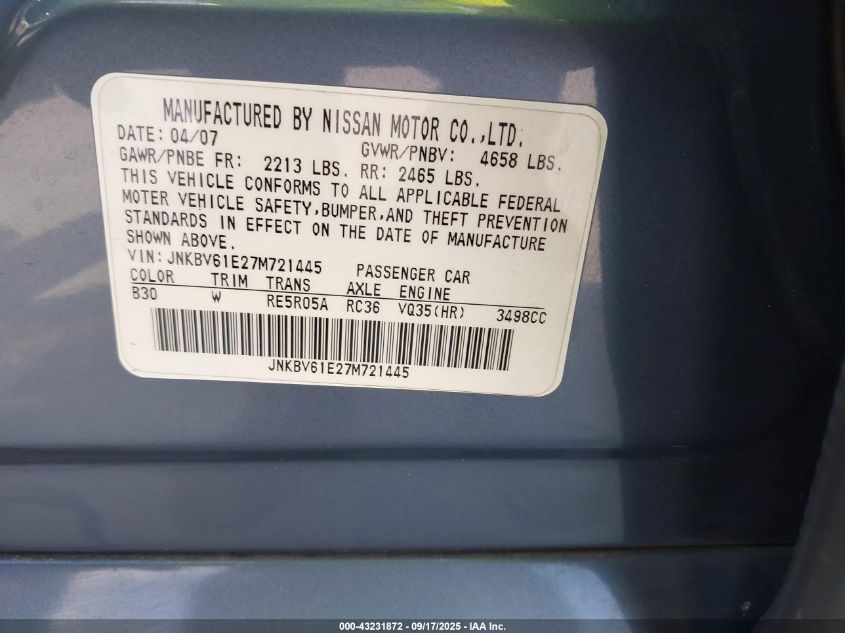 MANUFACTURED BY NISSAN MOTOR CO.,LTD.
DATE: 04/07 GVWR/PNBV: 4658 LBS.
GAWR/PNBE FR: 2213 LBS. RR: 2465 LBS.
THIS VEHICLE CONFORMS TO ALL APPLICABLE FEDERAL
MOTER VEHICLE SAFETY,BUMPER,AND THEFT PREVENTION
STANDARDS IN EFFECT ON THE DATE OF MANUFACTURE
SHOWN ABOVE.
VIN: JNKBV61E27M721445 PASSENGER CAR
COLOR TRIM TRANS AXLE ENGINE
B30 W RE5R05A RC36 VQ35(HR) 3498CC
JNKBV61E27M721445
000-43231872 - 09/17/2025 - IAA Inc.